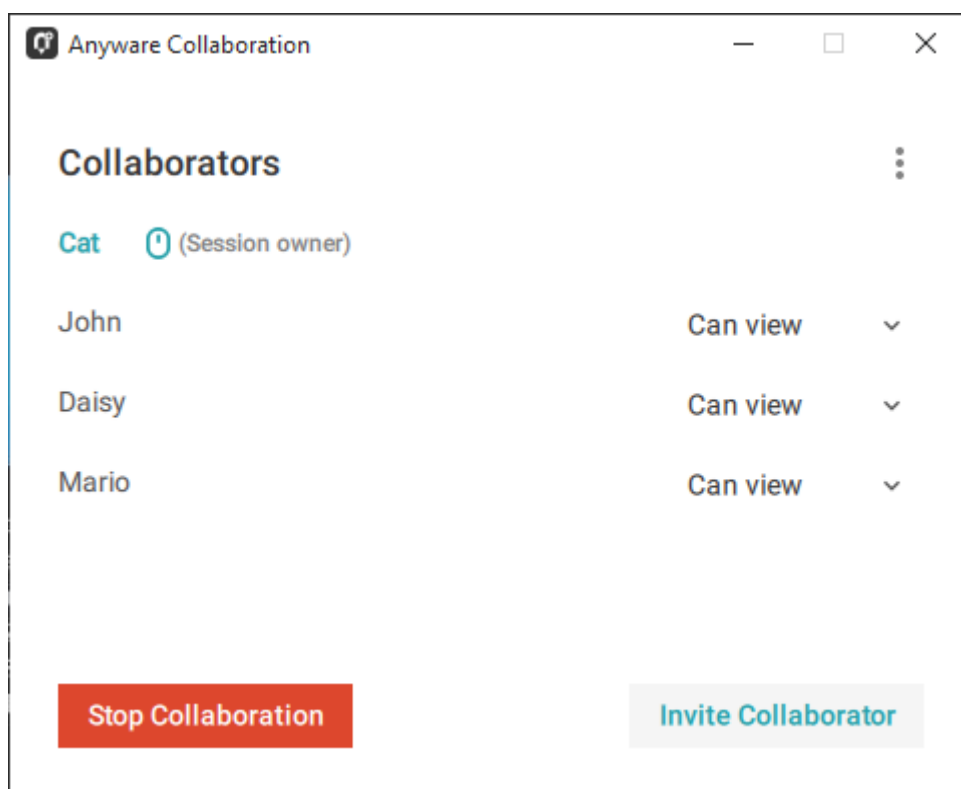 Anyware Collaboration
Collaborators
Cat (Session owner)
John Can view
Daisy Can view
Mario Can view
Stop Collaboration Invite Collaborator